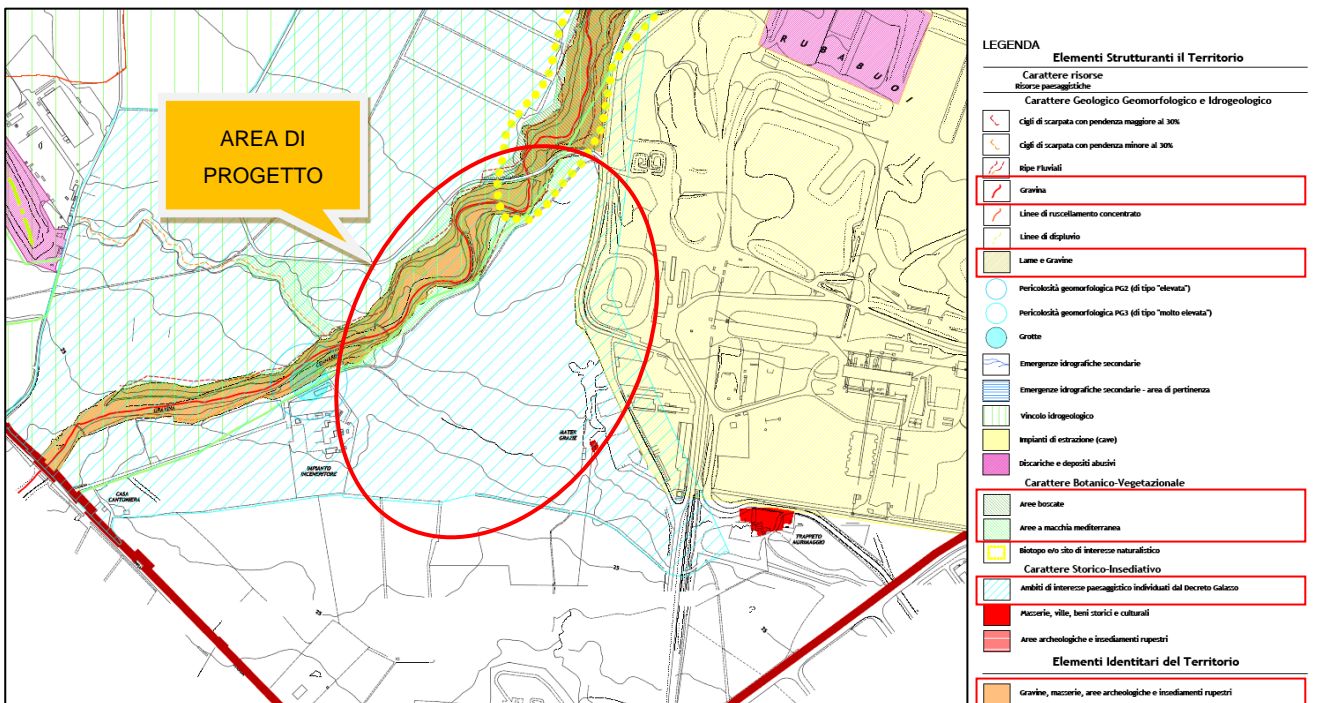 AREA DI
PROGETTO
RUBABUOI
GRAVINA
IMPIANTO
INCENERITORE
CASA
CANTONIERA
MATER
GRAZIE
TRAPPETO
MURIMAGGIO
25
25
25
25
LEGENDA
Elementi Strutturanti il Territorio
Carattere risorse
Risorse paesaggistiche
Carattere Geologico Geomorfologico e Idrogeologico
Cigli di scarpata con pendenza maggiore al 30%
Cigli di scarpata con pendenza minore al 30%
Ripe Fluviali
Gravina
Linee di ruscellamento concentrato
Linee di displuvio
Lame e Gravine
Pericolosità geomorfologica PG2 (di tipo "elevata")
Pericolosità geomorfologica PG3 (di tipo "molto elevata")
Grotte
Emergenze idrografiche secondarie
Emergenze idrografiche secondarie - area di pertinenza
Vincolo idrogeologico
Impianti di estrazione (cave)
Discariche e depositi abusivi
Carattere Botanico-Vegetazionale
Aree boscate
Aree a macchia mediterranea
Biotopo e/o sito di interesse naturalistico
Carattere Storico-Insediativo
Ambiti di interesse paesaggistico individuati dal Decreto Galasso
Masserie, ville, beni storici e culturali
Aree archeologiche e insediamenti rupestri
Elementi Identitari del Territorio
Gravine, masserie, aree archeologiche e insediamenti rupestri